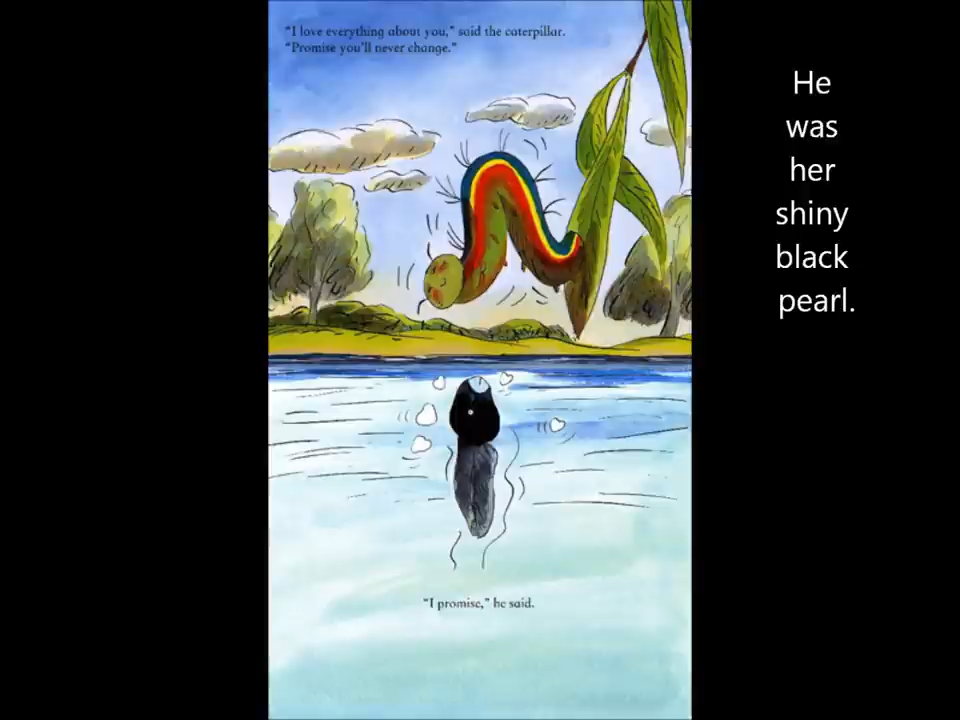 "I love everything about you," said the caterpillar.
"Promise you'll never change."
He
was
her
shiny
black
pearl.
"I promise," he said.